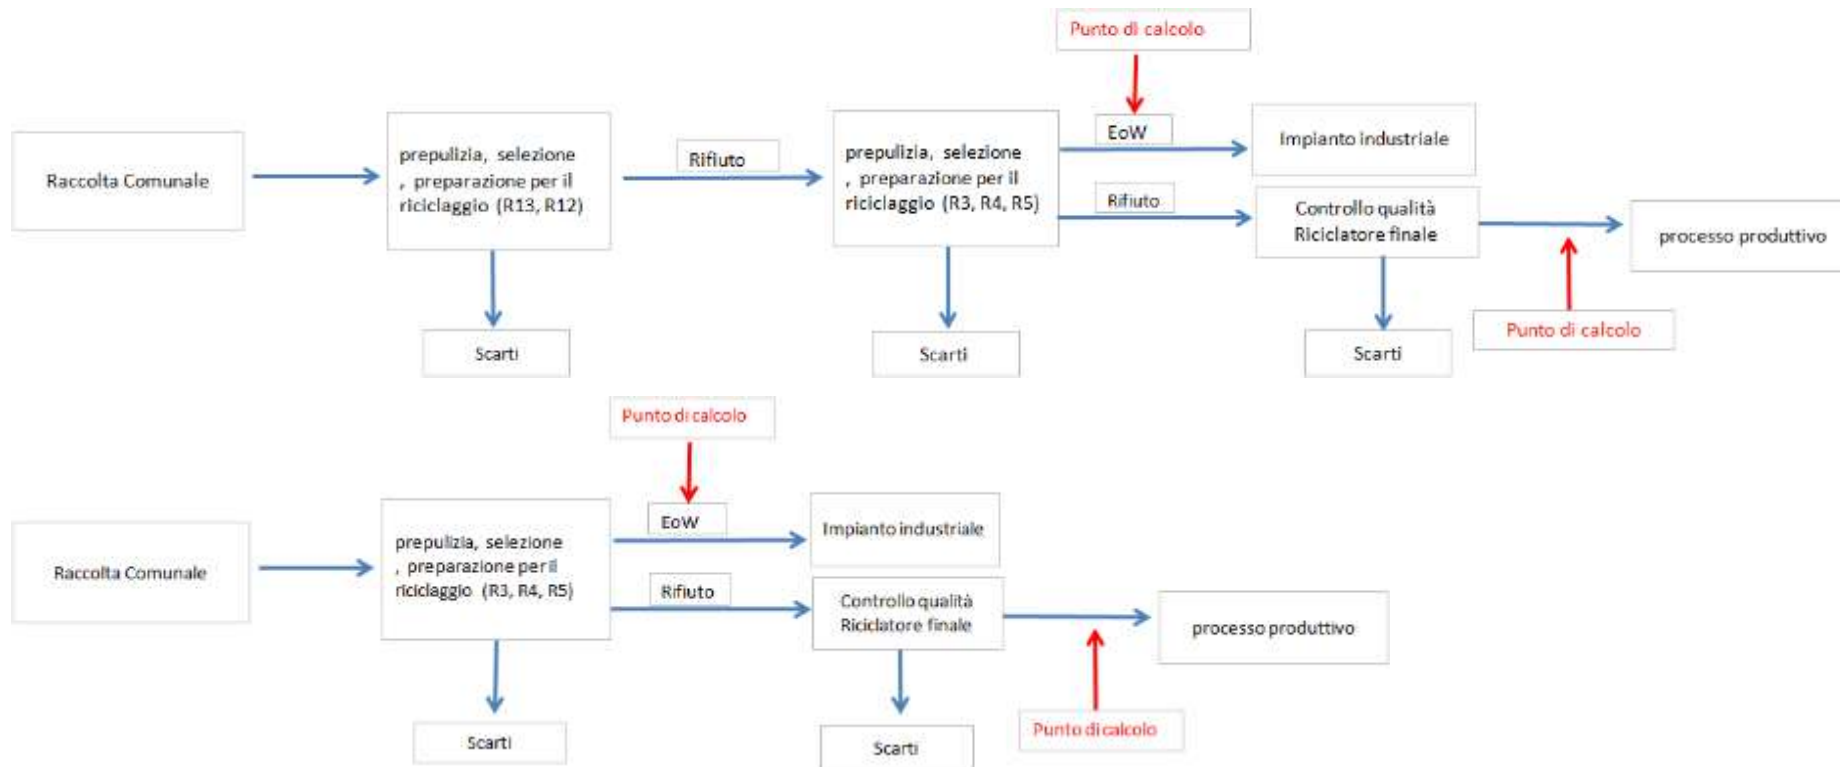 Punto di calcolo
Raccolta Comunale
prepulizia, selezione
, preparazione per il
riciclaggio (R13, R12)
Rifiuto
prepulizia, selezione
, preparazione per il
riciclaggio (R3, R4, R5)
EoW
Impianto industriale
Rifiuto
Controllo qualità
Riciclatore finale
processo produttivo
Scarti
Scarti
Scarti
Punto di calcolo
Punto di calcolo
Raccolta Comunale
prepulizia, selezione
, preparazione per il
riciclaggio (R3, R4, R5)
EoW
Impianto industriale
Rifiuto
Controllo qualità
Riciclatore finale
processo produttivo
Scarti
Scarti
Punto di calcolo